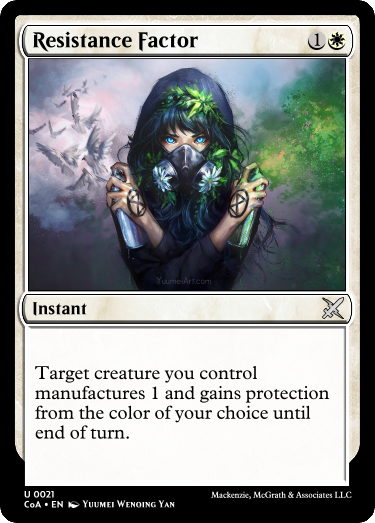 Resistance Factor 1
YuumeiArt.com
Instant
Target creature you control
manufactures 1 and gains protection
from the color of your choice until
end of turn.
U 0021
CoA • EN Yuumei Wenqing Yan
Mackenzie, McGrath & Associates LLC